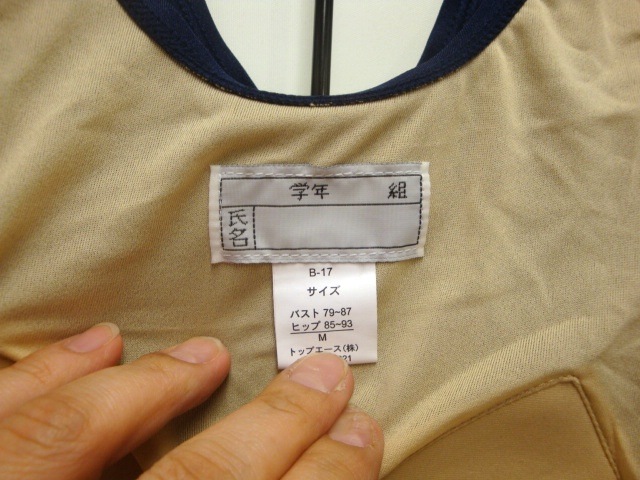 学年 組
氏名
B-17
サイズ
バスト 79~87
ヒップ 85~93
M
トップエース(株)